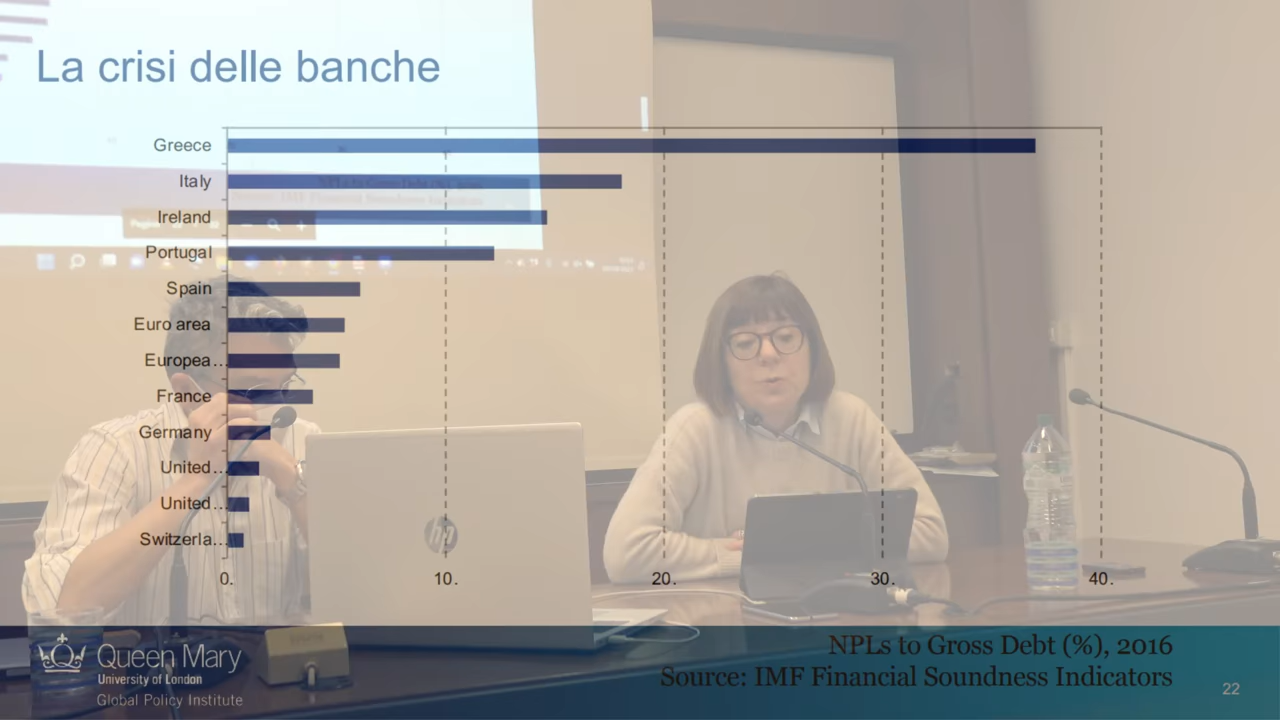 La crisi delle banche
Greece
Italy
Ireland
Portugal
Spain
Euro area
Europea...
France
Germany
United...
United...
Switzerla...
0. 10. 20. 30. 40.
hp
NPLs to Gross Debt (%), 2016
Source: IMF Financial Soundness Indicators
Queen Mary
University of London
Global Policy Institute
22